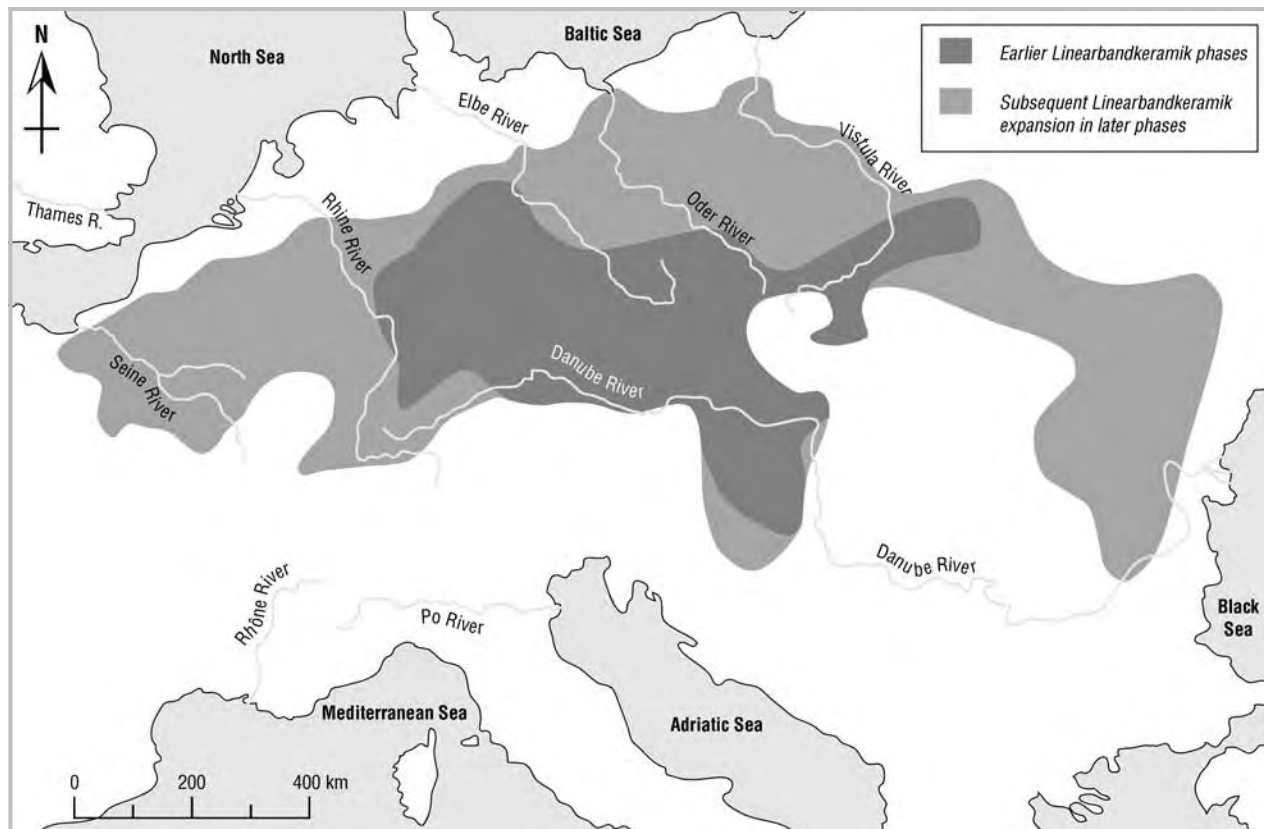 N
North Sea
Baltic Sea
Earlier Linearbandkeramik phases
Subsequent Linearbandkeramik
expansion in later phases
Elbe River
Vistula River
Thames R.
Rhine River
Oder River
Seine River
Danube River
Danube River
Rhône River
Po River
Black
Sea
Mediterranean Sea
Adriatic Sea
0 200 400 km